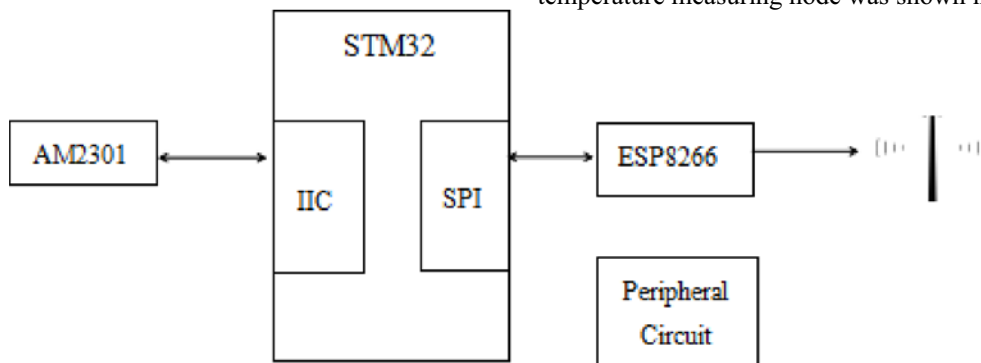 temperature measuring node was shown
STM32
AM2301
IIC
SPI
ESP8266
Peripheral
Circuit